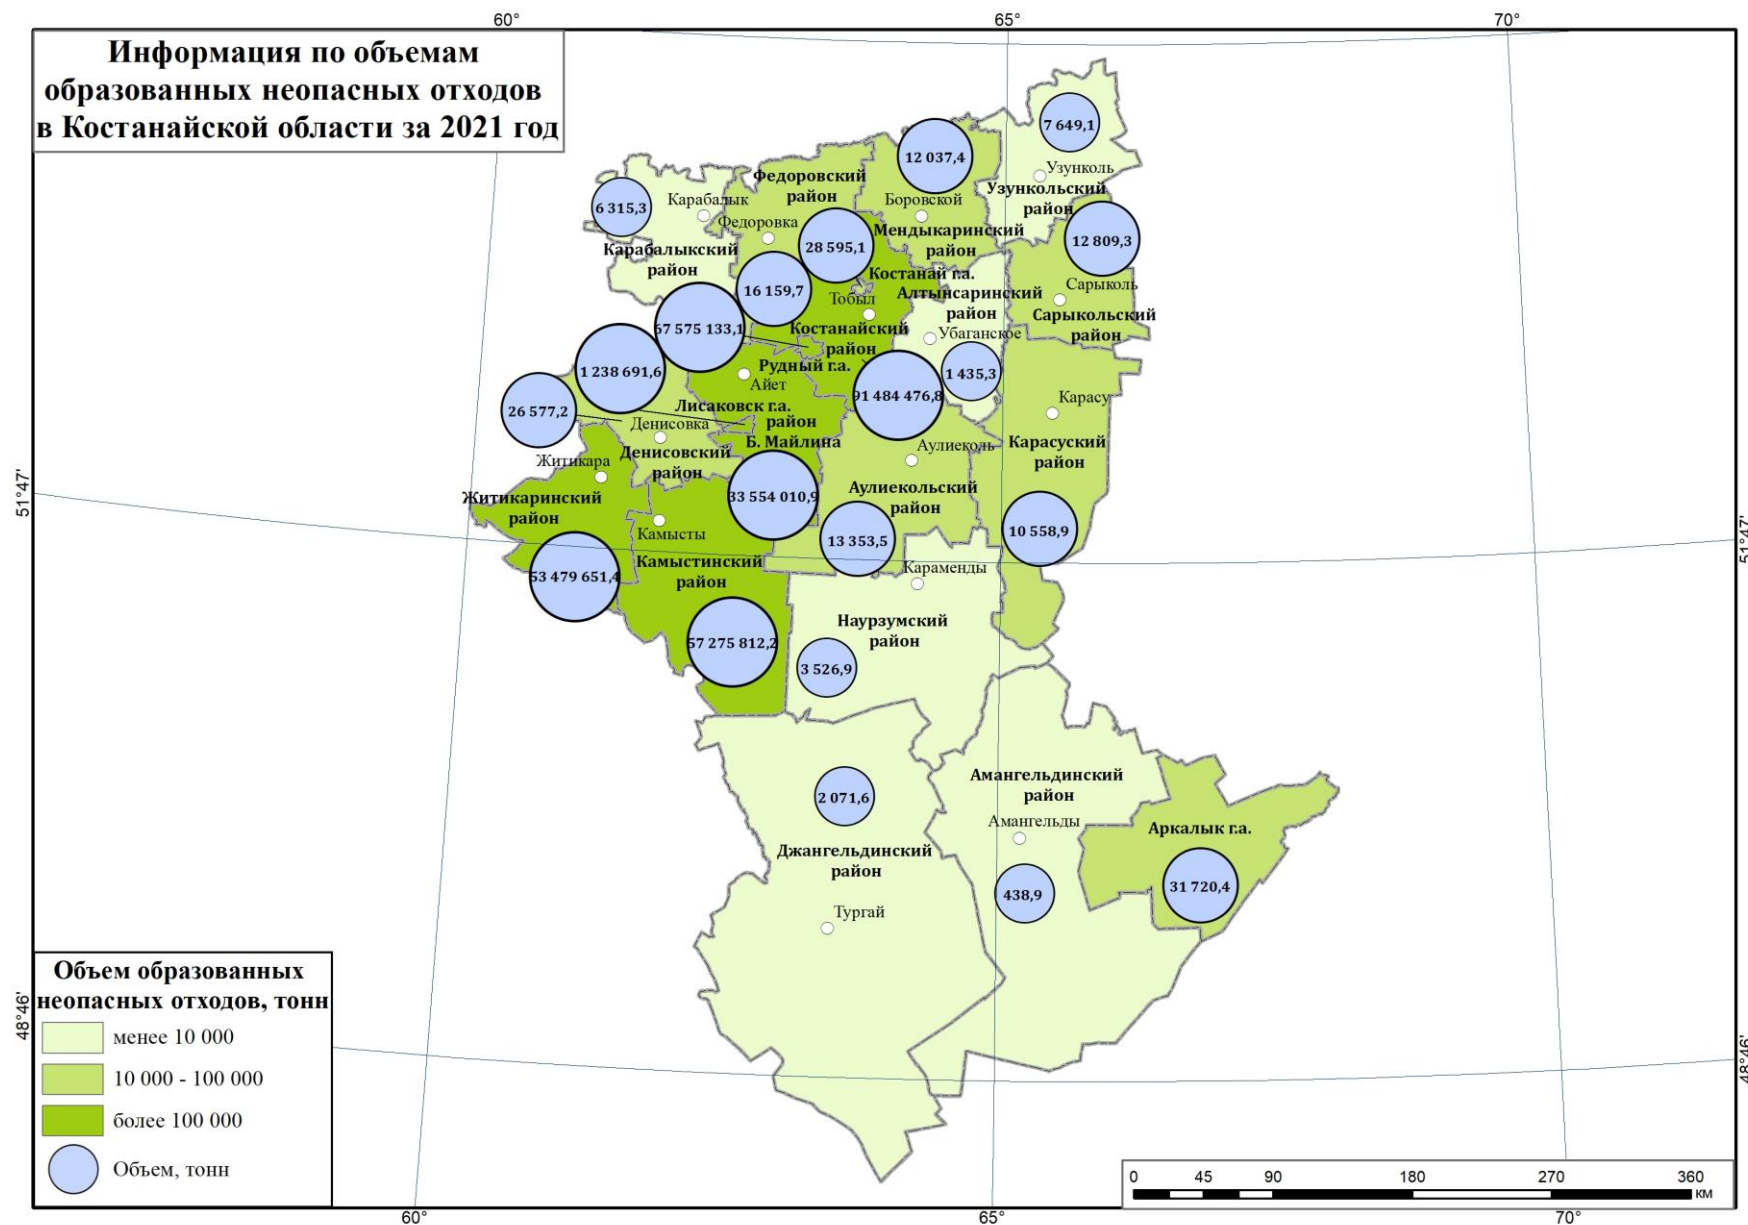 60°
65°
70°
Информация по объемам
образованных неопасных отходов
в Костанайской области за 2021 год
7 649,1
12 037,4
Узунколь
Федоровский
район
Узункольский
район
6 315,3
Карабалык
Боровской
Федоровка
Мендыкаринский
район
12 809,3
28 595,1
Карабалыкский
район
Костанай г.а.
16 159,7
Алтынсаринский
район
Сарыколь
Тобыл
Сарыкольский
район
67 575 133,1
Костанайский
район
Убаганское
1 238 691,6
Рудный г.а.
1 435,3
Айет
91 484 476,8
26 577,2
Лисаковск г.а.
район
Б. Майлина
Карасу
Денисовка
Карасуский
район
Денисовский
район
Аулиеколь
Житикара
Житикаринский
район
33 554 010,9
Аулиекольский
район
Камысты
13 353,5
10 558,9
Камыстинский
район
Караменды
53 479 651,4
Наурзумский
район
57 275 812,2
3 526,9
2 071,6
Амангельдинский
район
Амангельды
Аркалык г.а.
Джангельдинский
район
31 720,4
438,9
Тургай
51°47'
51°47'
48°46'
48°46'
Объем образованных
неопасных отходов, тонн
менее 10 000
10 000 - 100 000
более 100 000
Объем, тонн
0 45 90 180 270 360
км
60°
65°
70°